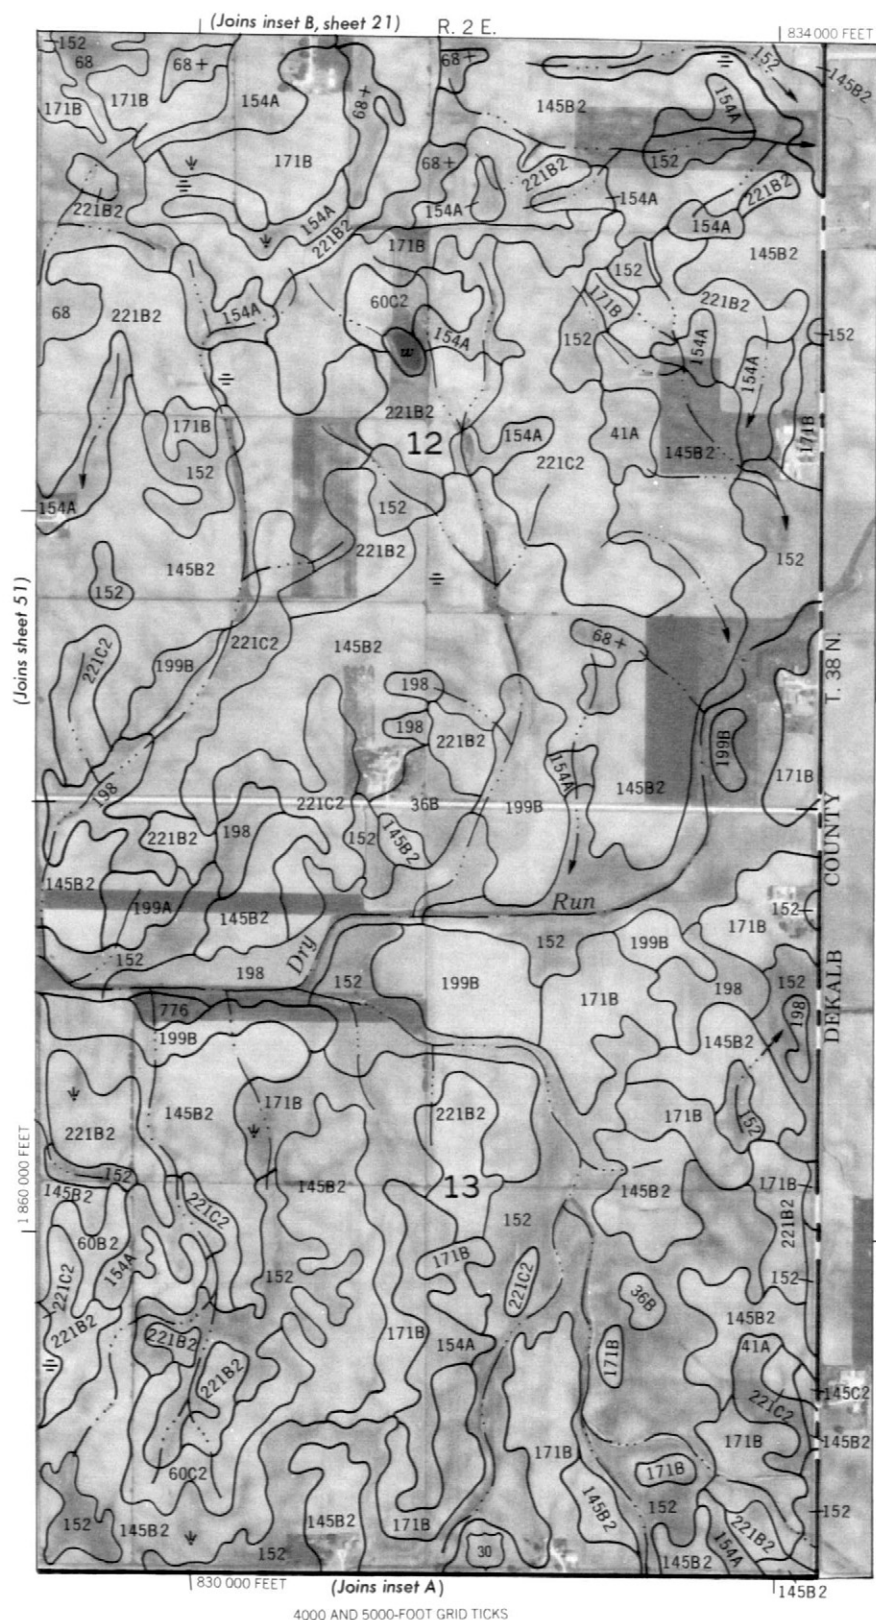 (Joins inset B, sheet 21)
R. 2 E.
834 000 FEET
152
152
68
68+
68+
145B2
171B
171B
154A
68+
145B2
154A
171B
68+
221B2
152
221B2
221B2
154A
154A
154A
154A
221B2
171B
145B2
152
60C2
68
221B2
154A
171B
221B2
152
154A
152
154A
154A
w
221B2
171B
12
154A
41A
171B
145B2
152
221C2
154A
152
221B2
152
145B2
152
(Joins sheet 51)
221C2
199B
221C2
145B2
68+
T. 38 N.
198
198
221B2
199B
154A
171B
198
145B2
221C2
36B
199B
221B2
198
152
145B2
COUNTY
145B2
199A
145B2
Run
152
171B
152
Dry
152
199B
198
152
199B
171B
198
152
198
DEKALB
776
199B
145B2
171B
145B2
221B2
171B
152
221B2
152
145B2
145B2
13
145B2
171B
221C2
152
221B2
60B2
154A
171B
221C2
152
152
221C2
36B
221B2
171B
154A
145B2
221B2
171B
41A
221B2
145C2
221C2
171B
171B
145B2
60C2
171B
152
145B2
152
145B2
145B2
171B
152
221B2
152
30
145B2
154A
1 860 000 FEET
830 000 FEET
(Joins inset A)
145B2
4000 AND 5000-FOOT GRID TICKS